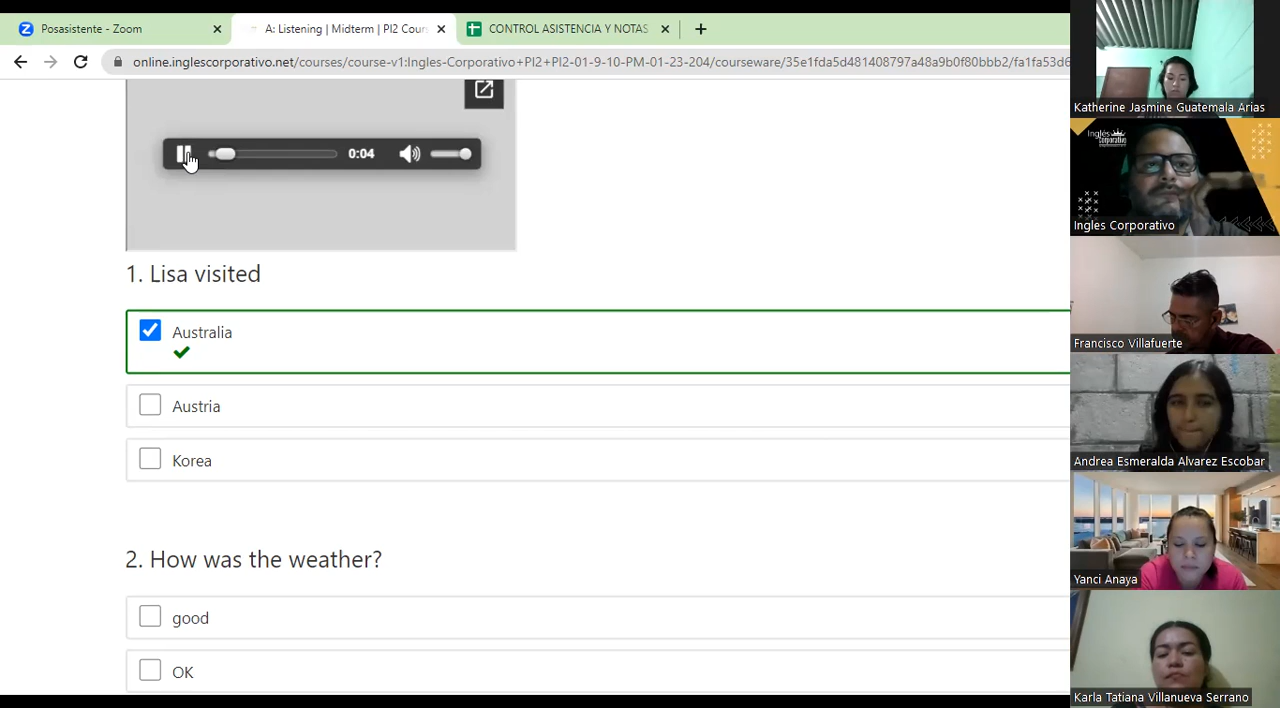 Posasistente - Zoom
A: Listening | Midterm | PI2 Cour
CONTROL ASISTENCIA Y NOTAS
online.inglescorporativo.net/courses/course-v1:Ingles-Corporativo+PI2+PI2-01-9-10-PM-01-23-204/courseware/35e1fda5d481408797a48a9b0f80bbb2/fa1fa53d6
0:04
1. Lisa visited
Australia
Austria
Korea
2. How was the weather?
good
OK
Katherine Jasmine Guatemala Arias
Inglés
Corporativo
Ingles Corporativo
Francisco Villafuerte
Andrea Esmeralda Alvarez Escobar
Yanci Anaya
Karla Tatiana Villanueva Serrano